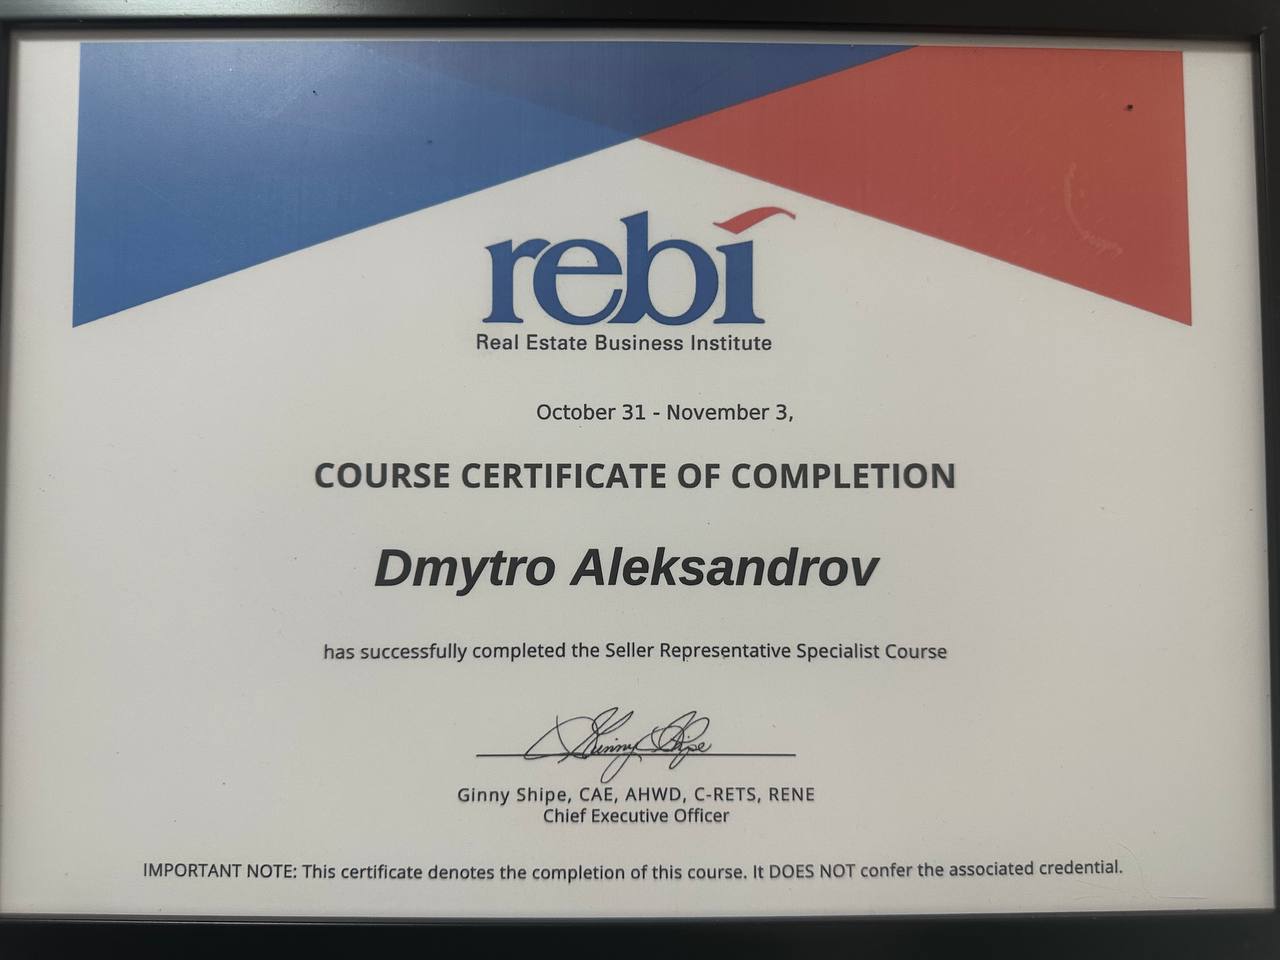 rebi
Real Estate Business Institute
October 31 - November 3,
COURSE CERTIFICATE OF COMPLETION
Dmytro Aleksandrov
has successfully completed the Seller Representative Specialist Course
Ginny Shipe
Ginny Shipe, CAE, AHWD, C-RETS, RENE
Chief Executive Officer
IMPORTANT NOTE: This certificate denotes the completion of this course. It DOES NOT confer the associated credential.